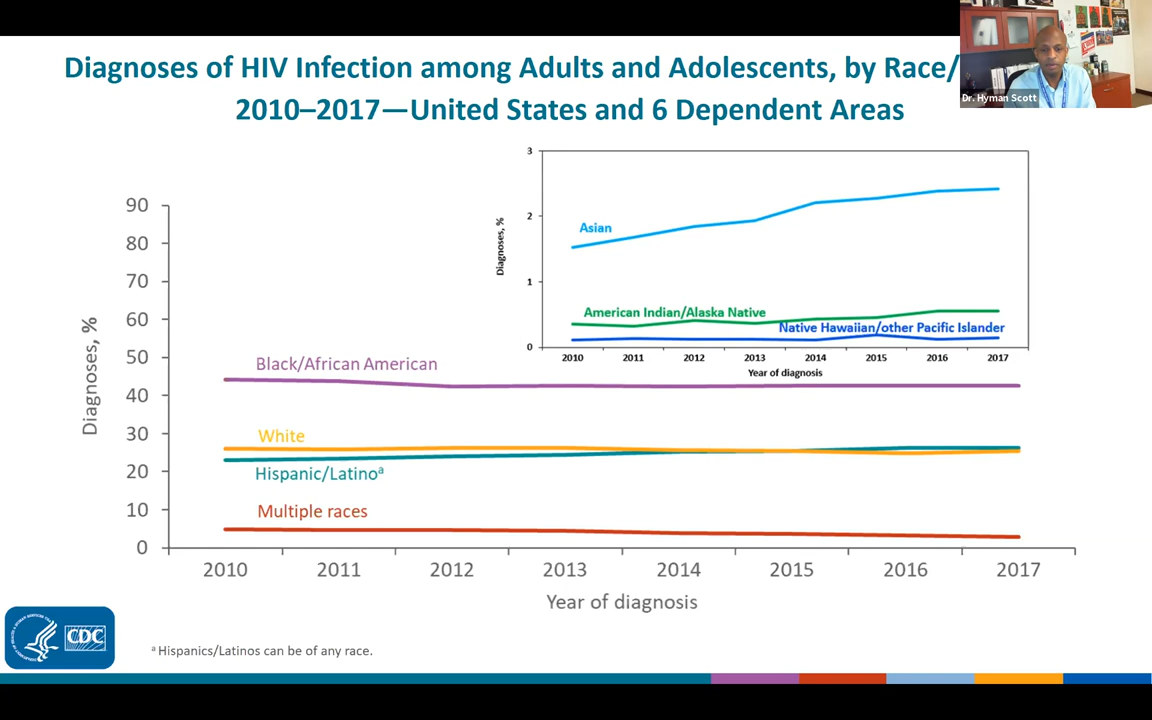 Diagnoses of HIV Infection among Adults and Adolescents, by Race/
2010–2017—United States and 6 Dependent Areas
Dr. Hyman Scott
3
2
1
0
Diagnoses, %
Asian
American Indian/Alaska Native
Native Hawaiian/other Pacific Islander
2010 2011 2012 2013 2014 2015 2016 2017
Year of diagnosis
90
80
70
60
50
40
30
20
10
0
Diagnoses, %
Black/African American
White
Hispanic/Latinoᵃ
Multiple races
2010 2011 2012 2013 2014 2015 2016 2017
Year of diagnosis
CDC
ᵃ Hispanics/Latinos can be of any race.